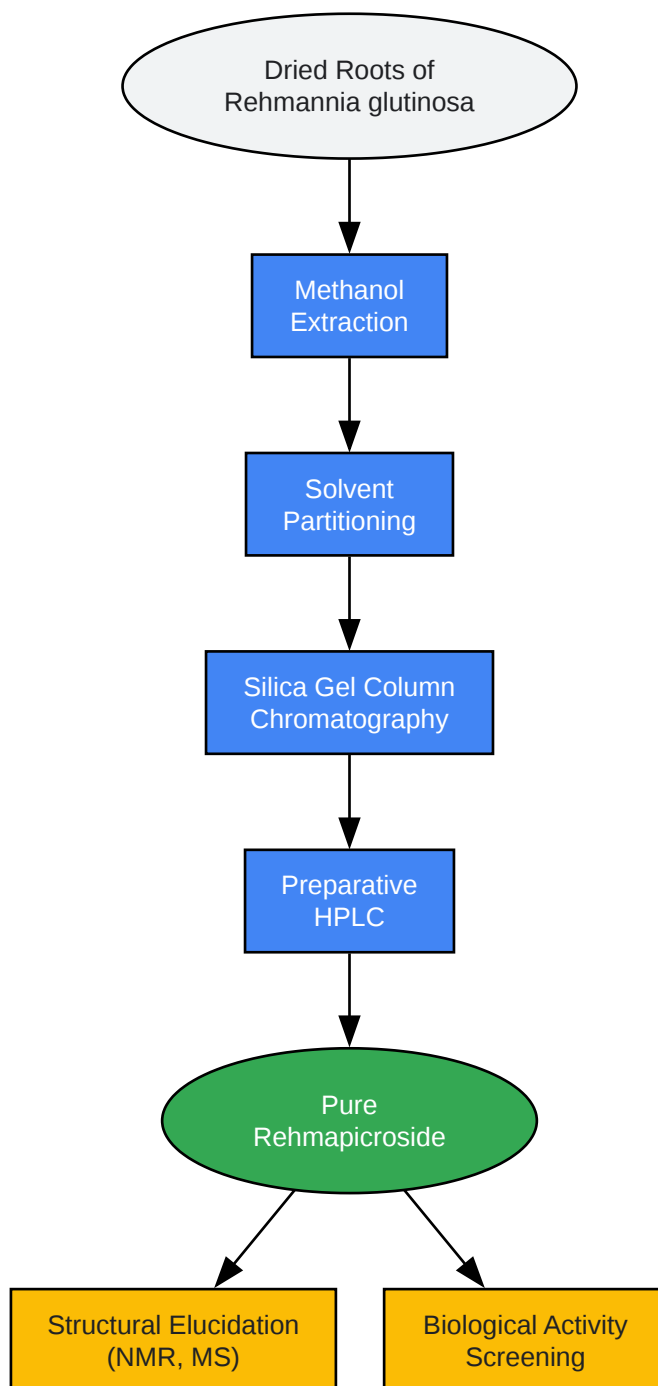 Dried Roots of
Rehmannia glutinosa
Methanol
Extraction
Solvent
Partitioning
Silica Gel Column
Chromatography
Preparative
HPLC
Pure
Rehmapicroside
Structural Elucidation
(NMR, MS)
Biological Activity
Screening